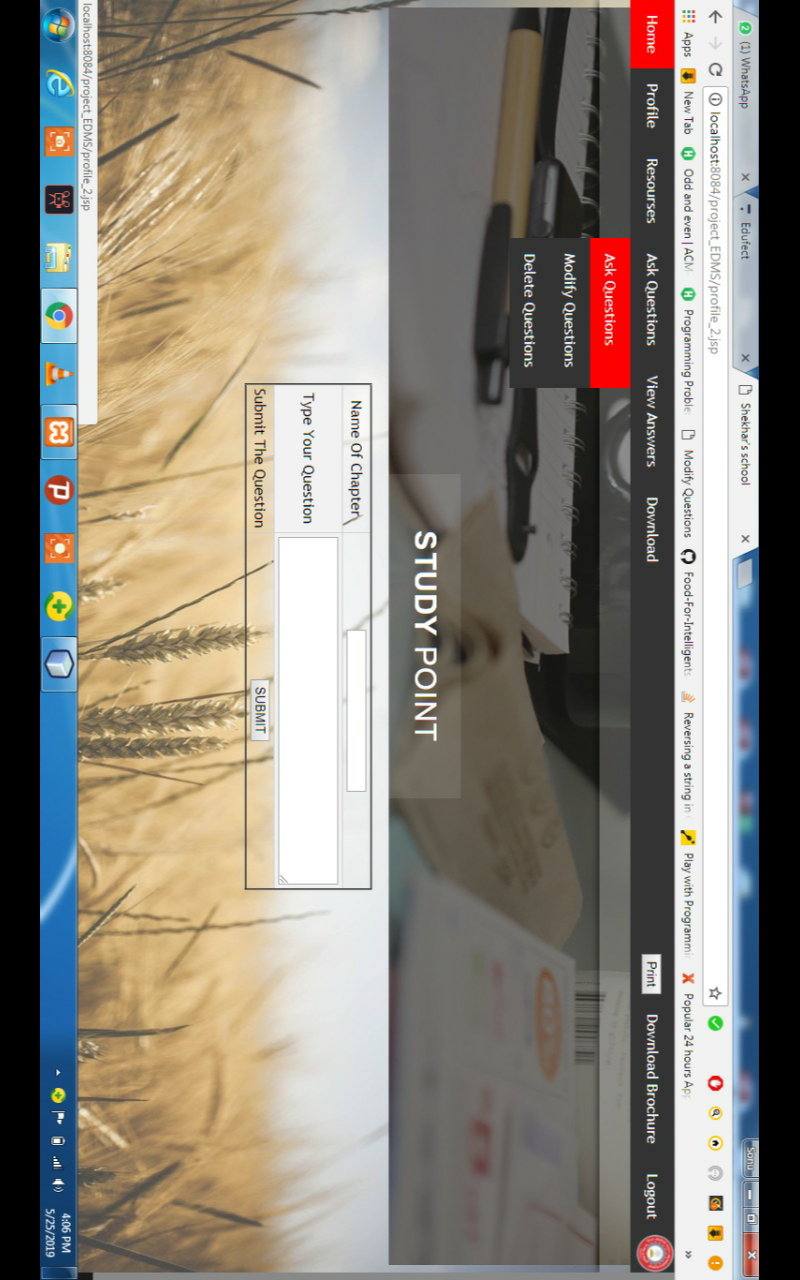 (1) WhatsApp
Edufect
Shekhar's school
Sonu
localhost:8084/project_EDMS/profile_2.jsp
Apps
New Tab
Odd and even | ACM
Programming Proble
Modify Questions
Food-For-Intelligents
Reversing a string in
Play with Programmi
Popular 24 hours Ap
»
Home
Profile
Resourses
Ask Questions
View Answers
Download
Print
Download Brochure
Logout
Ask Questions
Modify Questions
Delete Questions
STUDY POINT
Name Of Chapter
Type Your Question
Submit The Question
SUBMIT
localhost:8084/project_EDMS/profile_2.jsp
4:06 PM
5/25/2019